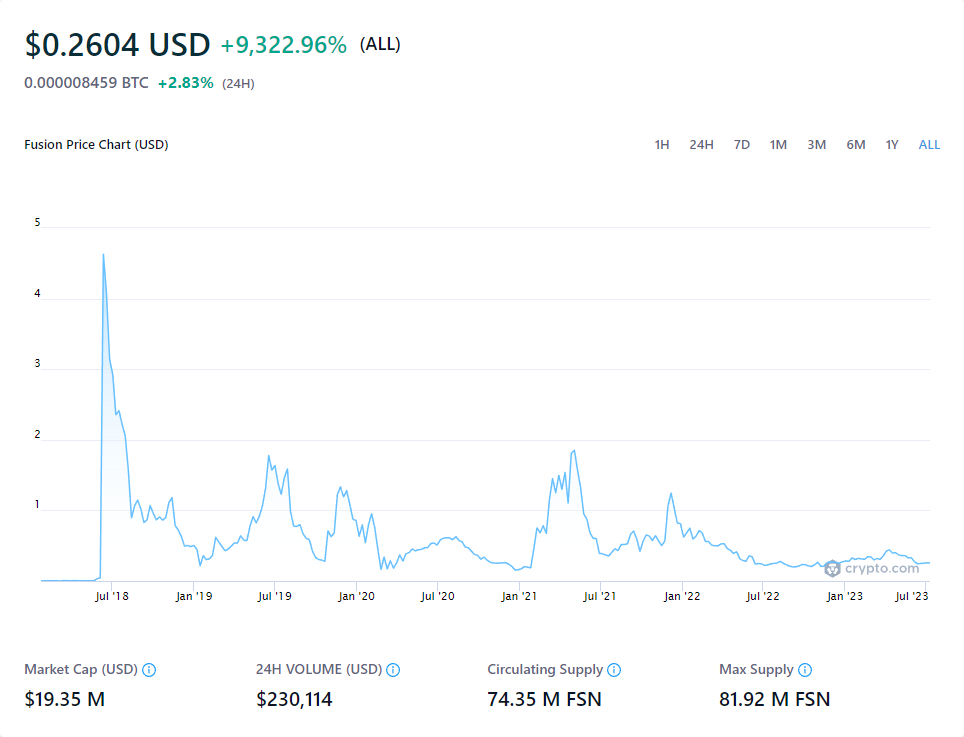 $0.2604 USD +9,322.96% (ALL)
0.000008459 BTC +2.83% (24H)
Fusion Price Chart (USD) 1H 24H 7D 1M 3M 6M 1Y ALL
5
4
3
2
1
crypto.com
Jul '18 Jan '19 Jul '19 Jan '20 Jul '20 Jan '21 Jul '21 Jan '22 Jul '22 Jan '23 Jul '23
Market Cap (USD) 24H VOLUME (USD) Circulating Supply Max Supply
$19.35 M $230,114 74.35 M FSN 81.92 M FSN